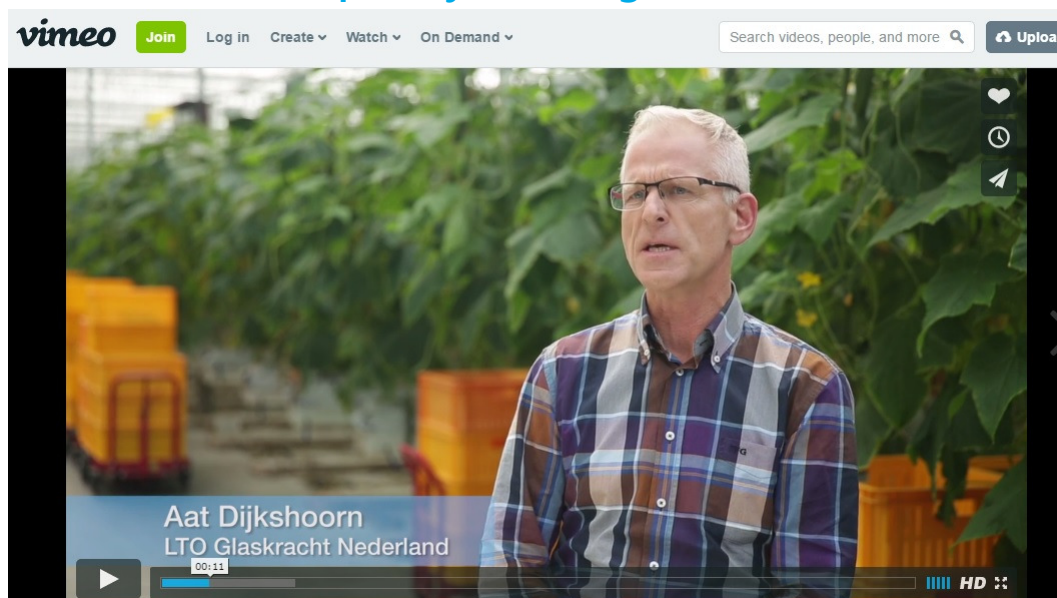 vimeo Join Log in Create Watch On Demand Search videos, people, and more Uploa
Aat Dijkshoorn
LTO Glaskracht Nederland
00:11
HD